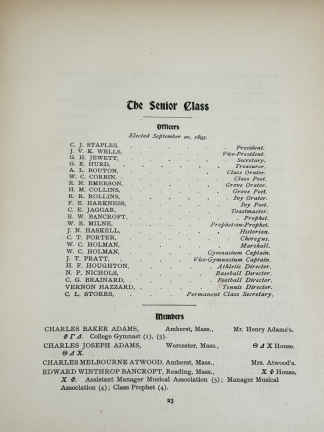 The Senior Class
Officers
Elected September 20, 1892.
C. J. STAPLES, . . . . . President.
J. V. K. WELLS, . . . . . Vice-President.
G. H. JEWETT, . . . . . Secretary.
G. E. HURD, . . . . . Treasurer.
A. L. BOUTON, . . . . . Class Orator.
C. W. CORBIN, . . . . . Class Poet.
R. N. EMERSON, . . . . . Grove Orator.
H. M. COLLINS, . . . . . Grove Poet.
E. R. ROLLINS, . . . . . Ivy Orator.
F. E. HARKNESS, . . . . . Ivy Poet.
C. E. JAGGAR, . . . . . Toastmaster.
E. W. BANCROFT, . . . . . Prophet.
W. R. MILNE, . . . . . Prophet-on-Prophet.
J. N. HASKELL, . . . . . Historian.
C. T. PORTER, . . . . . Choregus.
W. C. HOLMAN, . . . . . Marshall.
W. C. HOLMAN, . . . . . Gymnasium Captain.
J. T. PRATT, . . . . . Vice-Gymnasium Captain.
H. F. HOUGHTON, . . . . . Athletic Director.
N. P. NICHOLS, . . . . . Baseball Director.
C. G. BRAINARD, . . . . . Football Director.
VERNON HAZZARD, . . . . . Tennis Director.
C. L. STORRS, . . . . . Permanent Class Secretary.
Members
CHARLES BAKER ADAMS, Amherst, Mass., Mr. Henry Adams's.
Φ Γ Δ. College Gymnast (1), (3).
CHARLES JOSEPH ADAMS, Worcester, Mass., Θ Δ Χ House.
Θ Δ Χ.
CHARLES MELBOURNE ATWOOD, Amherst, Mass., Mrs. Atwood's.
EDWARD WINTHROP BANCROFT, Reading, Mass., Χ Φ House,
Χ Φ. Assistant Manager Musical Association (3); Manager Musical
Association (4); Class Prophet (4).
23